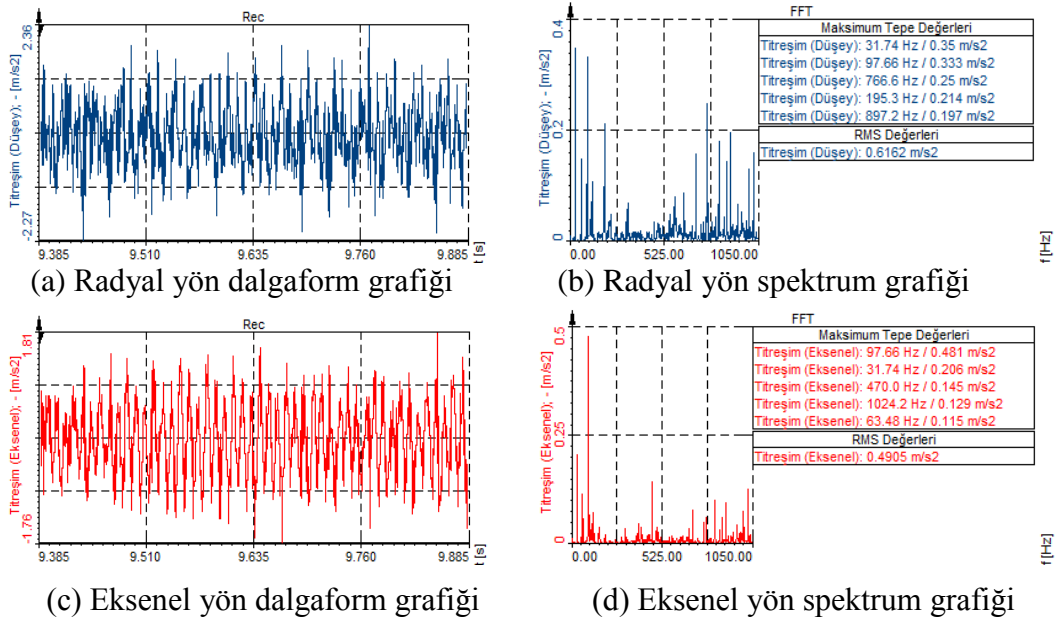 Rec
2.36
Titreşim (Düşey); - [m/s2]
-2.27
9.385 9.510 9.635 9.760 9.885 t [s]
(a) Radyal yön dalgaform grafiği
FFT
0.4
0.2
0
- [m/s2]
Maksimum Tepe Değerleri
Titreşim (Düşey): 31.74 Hz / 0.35 m/s2
Titreşim (Düşey): 97.66 Hz / 0.333 m/s2
Titreşim (Düşey): 766.6 Hz / 0.25 m/s2
Titreşim (Düşey): 195.3 Hz / 0.214 m/s2
Titreşim (Düşey): 897.2 Hz / 0.197 m/s2
RMS Değerleri
Titreşim (Düşey): 0.6162 m/s2
Titreşim (Düşey); - [m/s2]
0.00 525.00 1050.00 f [Hz]
(b) Radyal yön spektrum grafiği
Rec
1.81
Titreşim (Eksenel); - [m/s2]
-1.76
9.385 9.510 9.635 9.760 9.885 t [s]
(c) Eksenel yön dalgaform grafiği
FFT
0.5
0.25
0
Titreşim (Eksenel); - [m/s2]
Maksimum Tepe Değerleri
Titreşim (Eksenel): 97.66 Hz / 0.481 m/s2
Titreşim (Eksenel): 31.74 Hz / 0.206 m/s2
Titreşim (Eksenel): 470.0 Hz / 0.145 m/s2
Titreşim (Eksenel): 1024.2 Hz / 0.129 m/s2
Titreşim (Eksenel): 63.48 Hz / 0.115 m/s2
RMS Değerleri
Titreşim (Eksenel): 0.4905 m/s2
0.00 525.00 1050.00 f [Hz]
(d) Eksenel yön spektrum grafiği